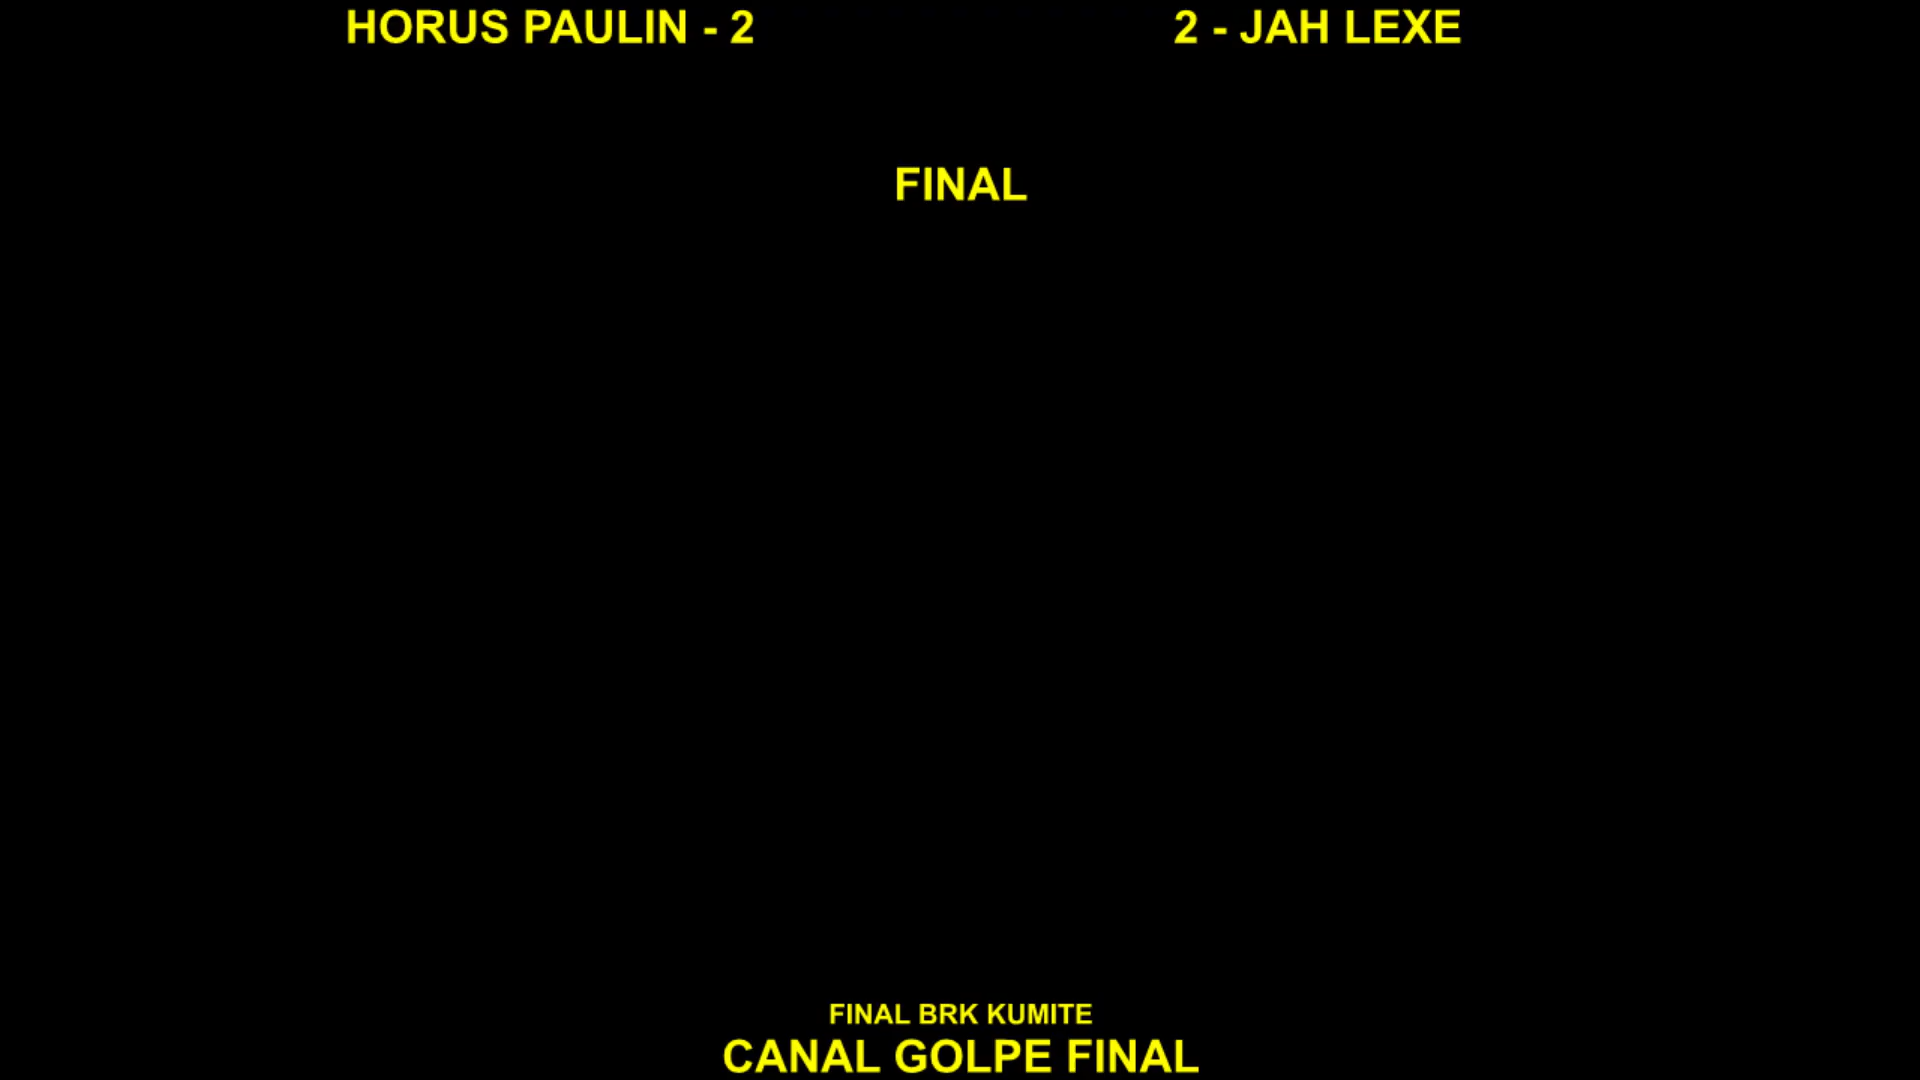 HORUS PAULIN - 2
2 - JAH LEXE
FINAL
FINAL BRK KUMITE
CANAL GOLPE FINAL